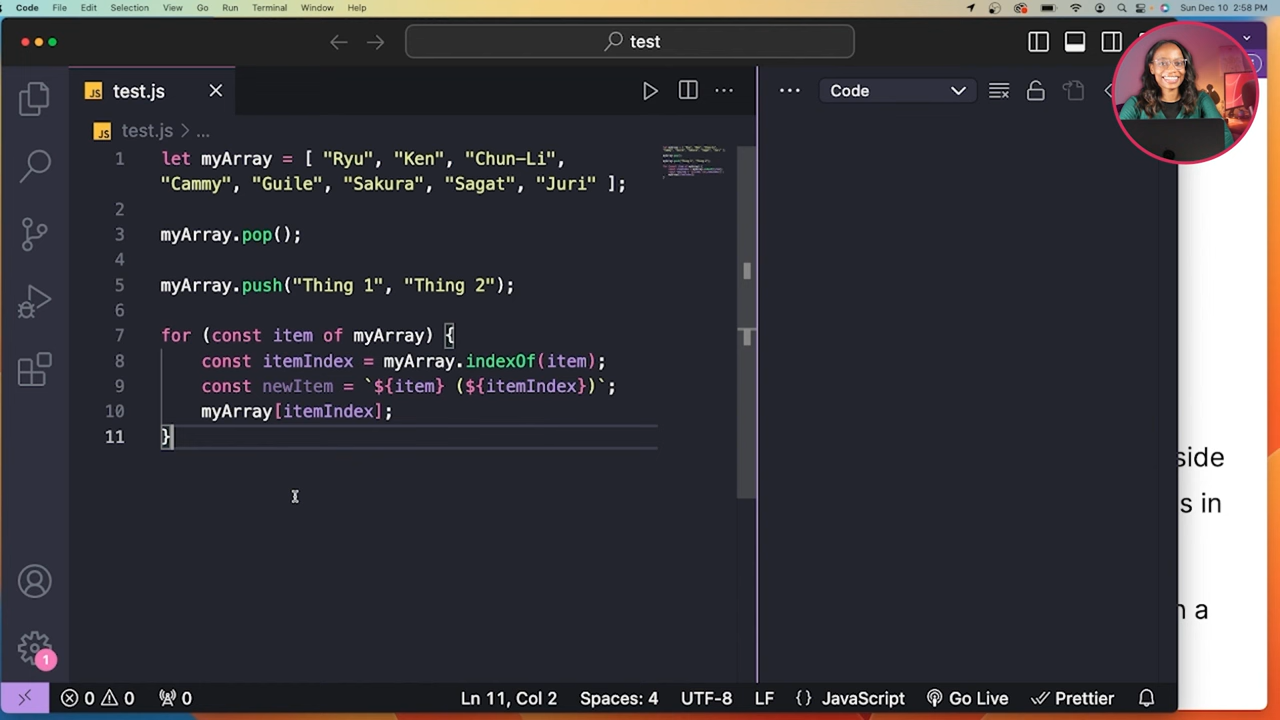 Code File Edit Selection View Go Run Terminal Window Help Sun Dec 10 2:58 PM
test
test.js
Code
test.js > ...
1 let myArray = [ "Ryu", "Ken", "Chun-Li",
"Cammy", "Guile", "Sakura", "Sagat", "Juri" ];
2
3 myArray.pop();
4
5 myArray.push("Thing 1", "Thing 2");
6
7 for (const item of myArray) {
8 const itemIndex = myArray.indexOf(item);
9 const newItem = `${item} (${itemIndex})`;
10 myArray[itemIndex];
11 }
side
s in
a
1
0 0 0 Ln 11, Col 2 Spaces: 4 UTF-8 LF {} JavaScript Go Live Prettier